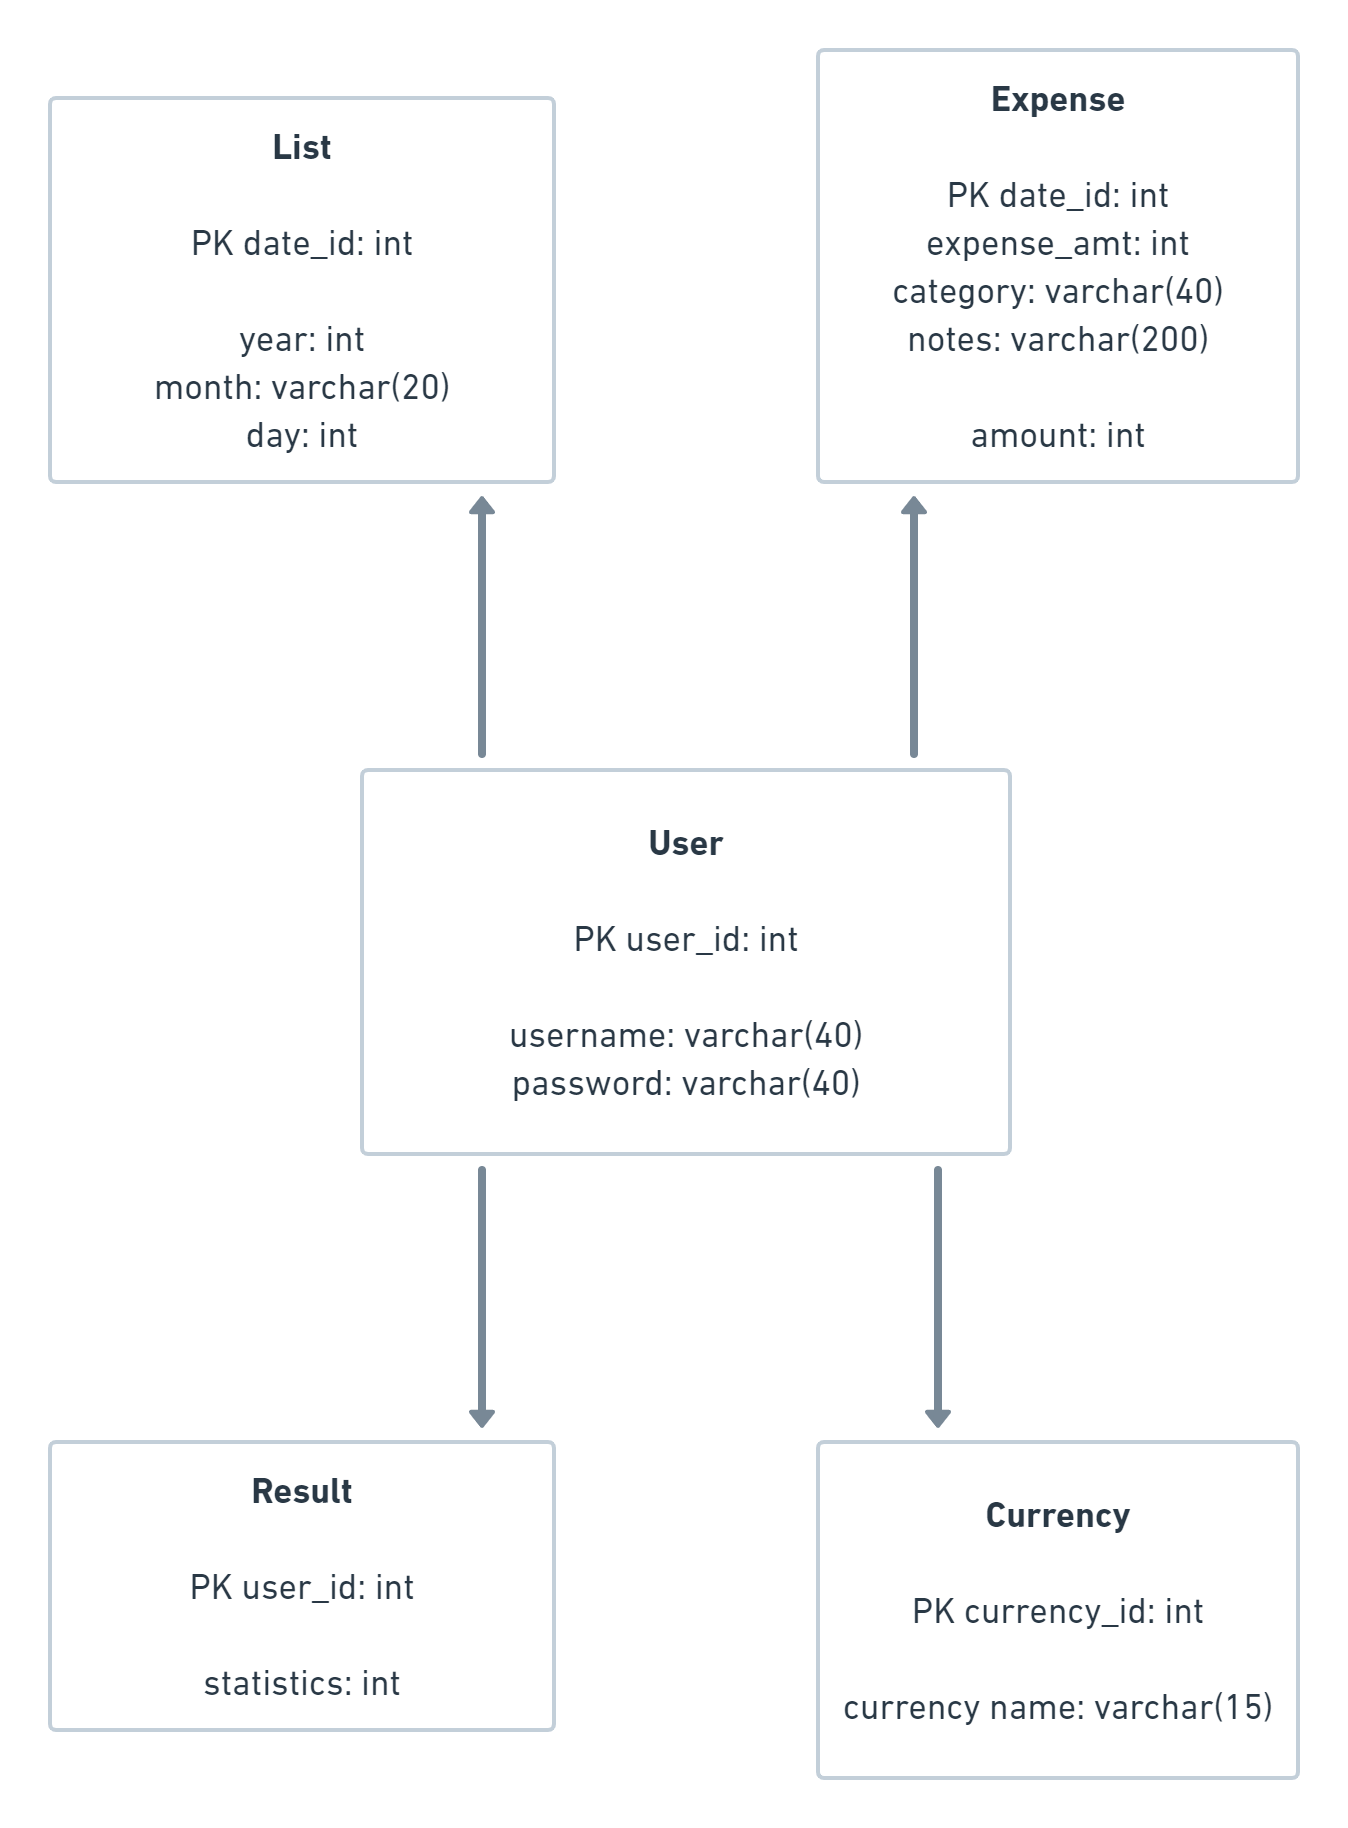 List
PK date_id: int
year: int
month: varchar(20)
day: int
Expense
PK date_id: int
expense_amt: int
category: varchar(40)
notes: varchar(200)
amount: int
User
PK user_id: int
username: varchar(40)
password: varchar(40)
Result
PK user_id: int
statistics: int
Currency
PK currency_id: int
currency name: varchar(15)